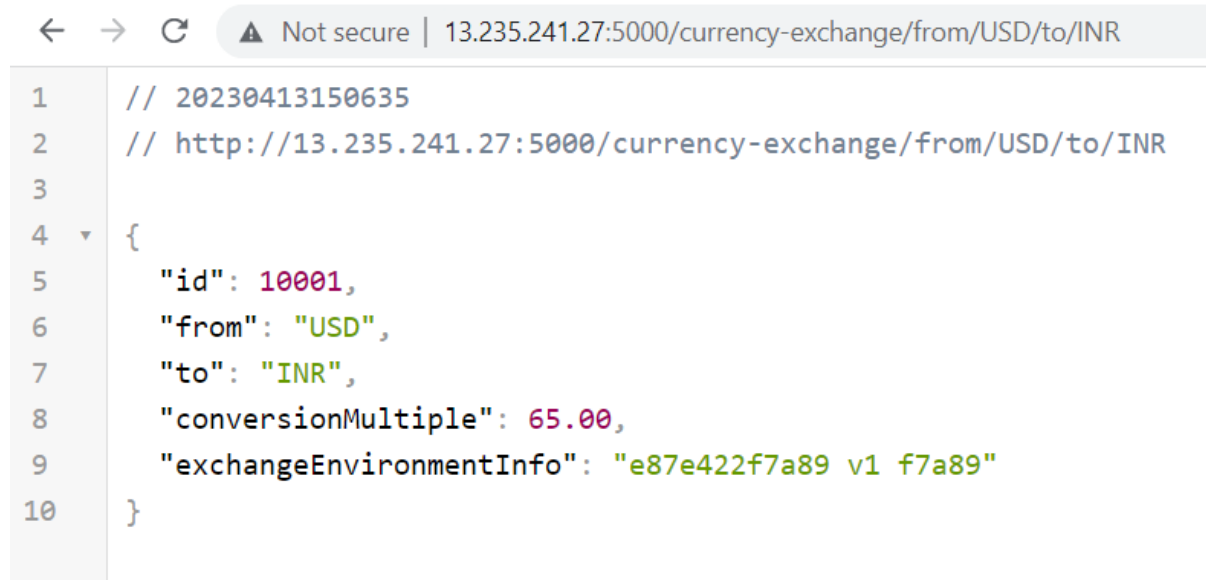 Not secure | 13.235.241.27:5000/currency-exchange/from/USD/to/INR
1 // 20230413150635
2 // http://13.235.241.27:5000/currency-exchange/from/USD/to/INR
3
4 {
5 "id": 10001,
6 "from": "USD",
7 "to": "INR",
8 "conversionMultiple": 65.00,
9 "exchangeEnvironmentInfo": "e87e422f7a89 v1 f7a89"
10 }